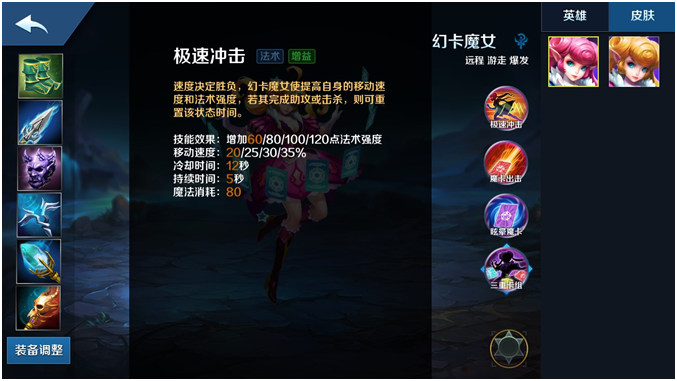 英雄
皮肤
极速冲击
法术
增益
幻卡魔女
远程 游走 爆发
速度决定胜负，幻卡魔女使提高自身的移动速
度和法术强度，若其完成助攻或击杀，则可重
置该状态时间。
技能效果：增加60/80/100/120点法术强度
移动速度：20/25/30/35%
冷却时间：12秒
持续时间：5秒
魔法消耗：80
极速冲击
魔卡出击
眩晕魔卡
三重卡组
装备调整